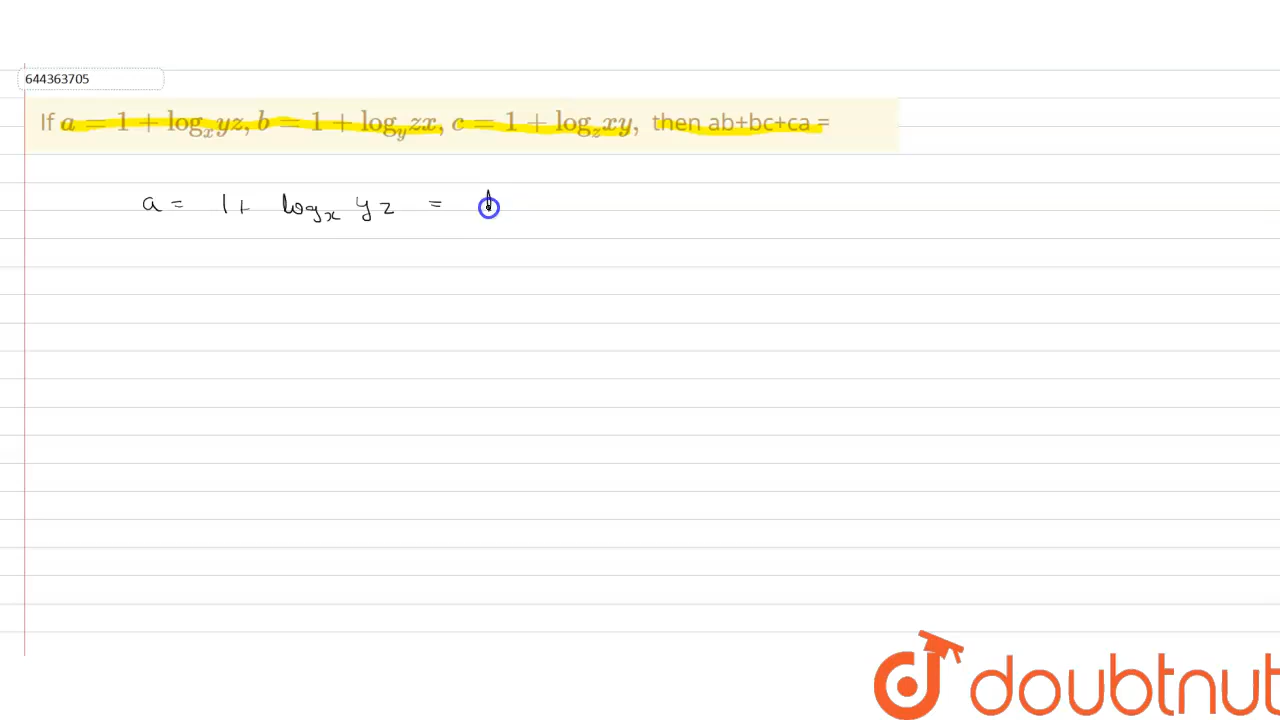 644363705
If a = 1 + log_x yz, b = 1 + log_y zx, c = 1 + log_z xy, then ab+bc+ca =
a = 1 + log_x yz =
doubtnut